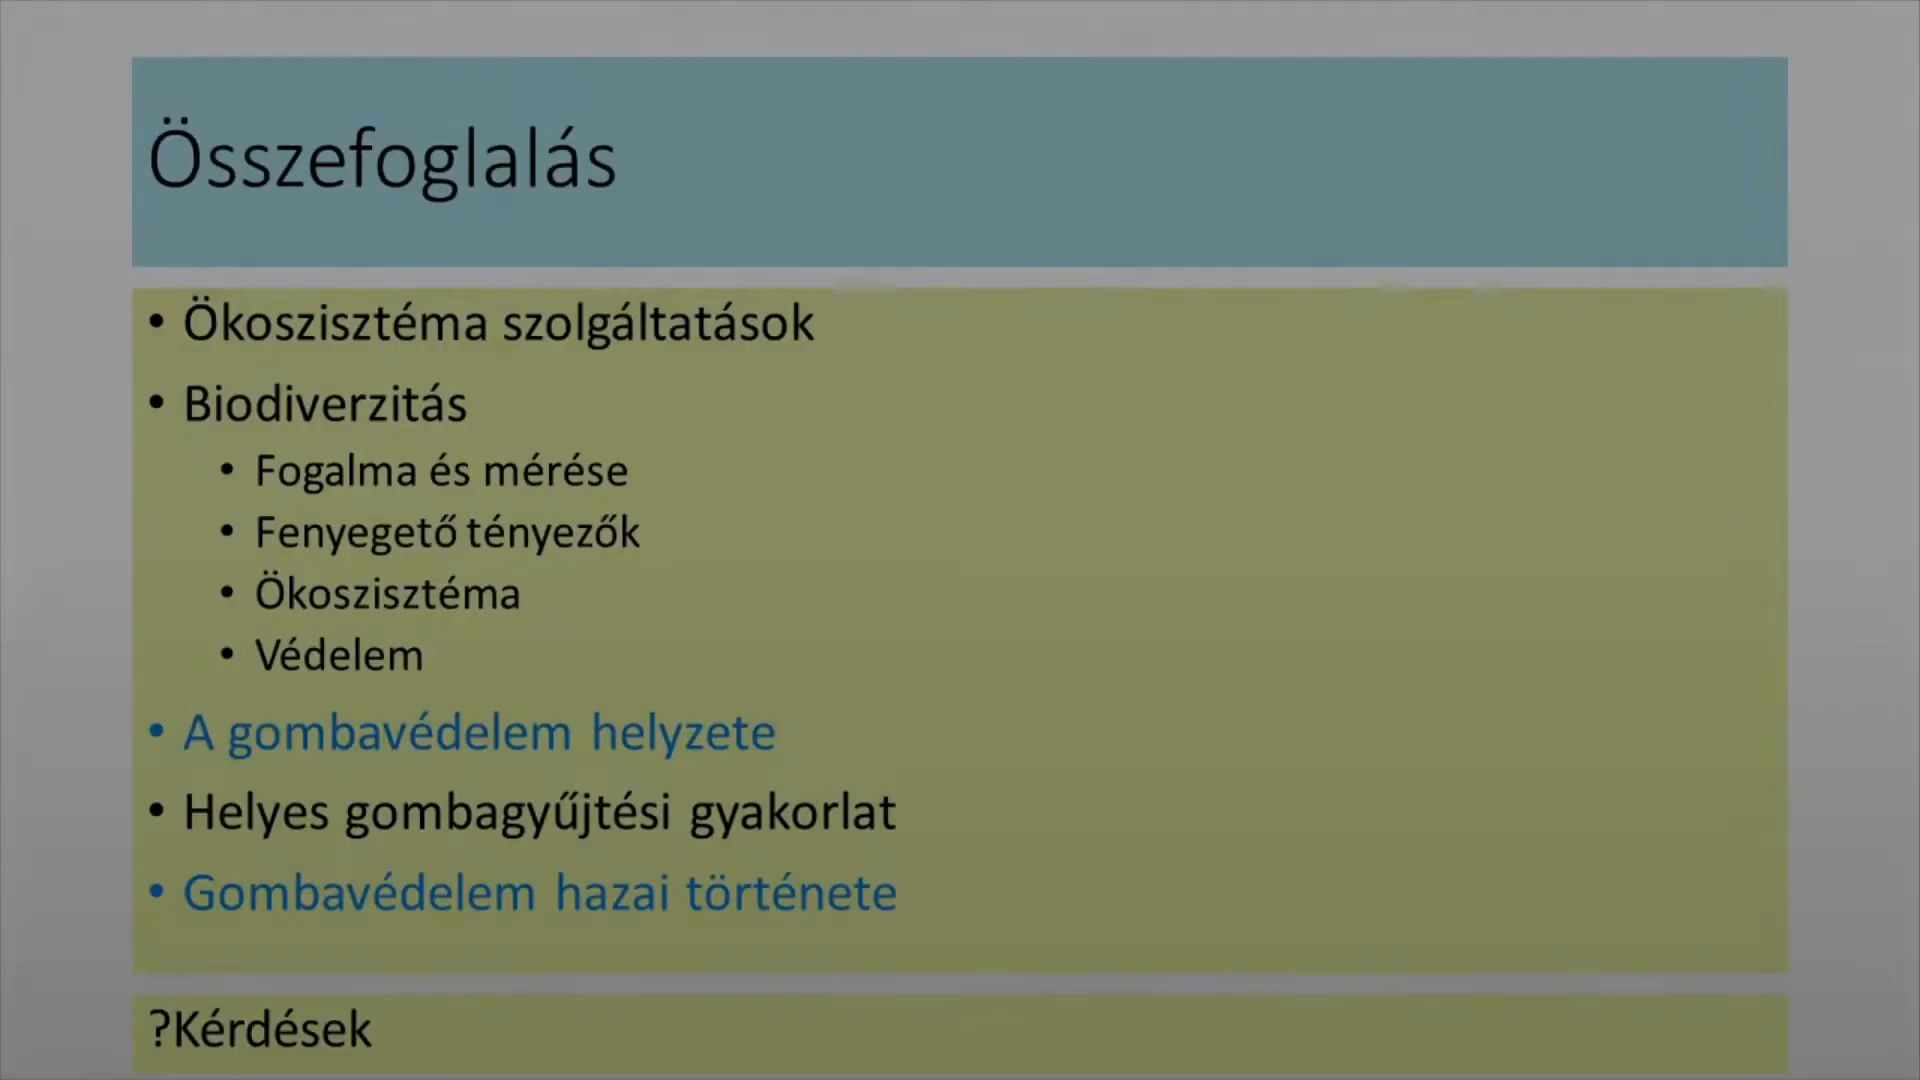 Összefoglalás
• Ökoszisztéma szolgáltatások
• Biodiverzitás
• Fogalma és mérése
• Fenyegető tényezők
• Ökoszisztéma
• Védelem
• A gombavédelem helyzete
• Helyes gombagyűjtési gyakorlat
• Gombavédelem hazai története
?Kérdések